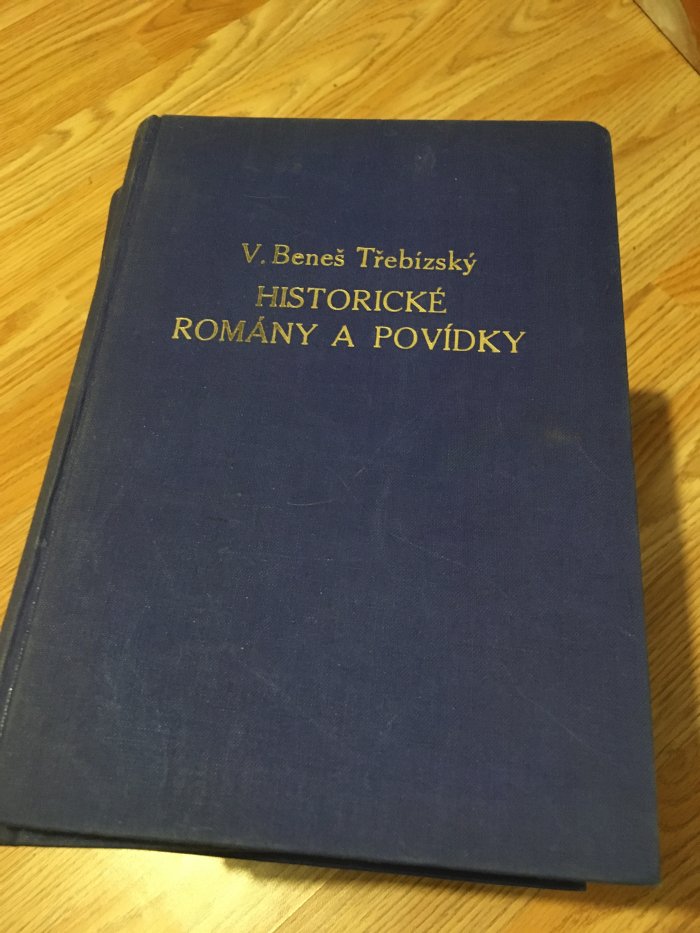 V. Beneš Třebízský
HISTORICKÉ
ROMÁNY A POVÍDKY